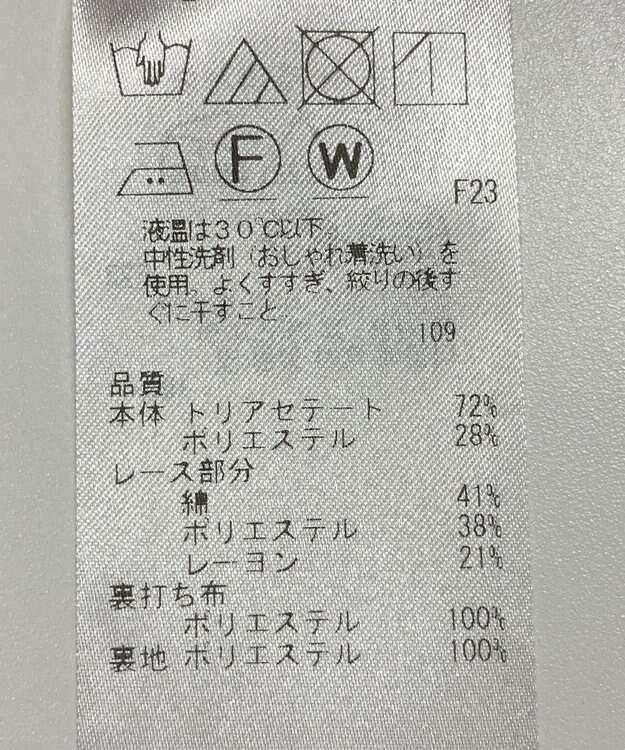 F W
F23
液温は30℃以下
中性洗剤（おしゃれ着洗い）を
使用。よくすすぎ、絞りの後す
ぐに干すこと.
109
品質
本体 トリアセテート 72%
ポリエステル 28%
レース部分
綿 41%
ポリエステル 38%
レーヨン 21%
裏打ち布
ポリエステル 100%
裏地 ポリエステル 100%